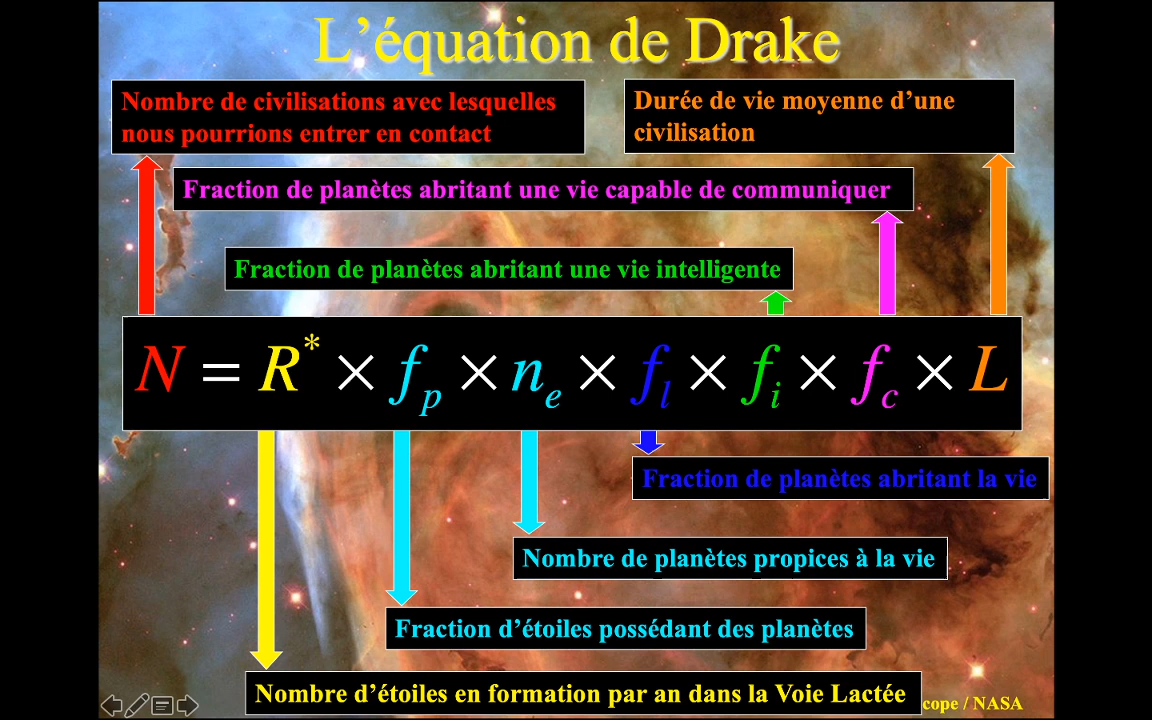 L’équation de Drake
Nombre de civilisations avec lesquelles
nous pourrions entrer en contact
Durée de vie moyenne d’une
civilisation
Fraction de planètes abritant une vie capable de communiquer
Fraction de planètes abritant une vie intelligente
N = R* × fp × ne × fl × fi × fc × L
Fraction de planètes abritant la vie
Nombre de planètes propices à la vie
Fraction d’étoiles possédant des planètes
Nombre d’étoiles en formation par an dans la Voie Lactée
cope / NASA